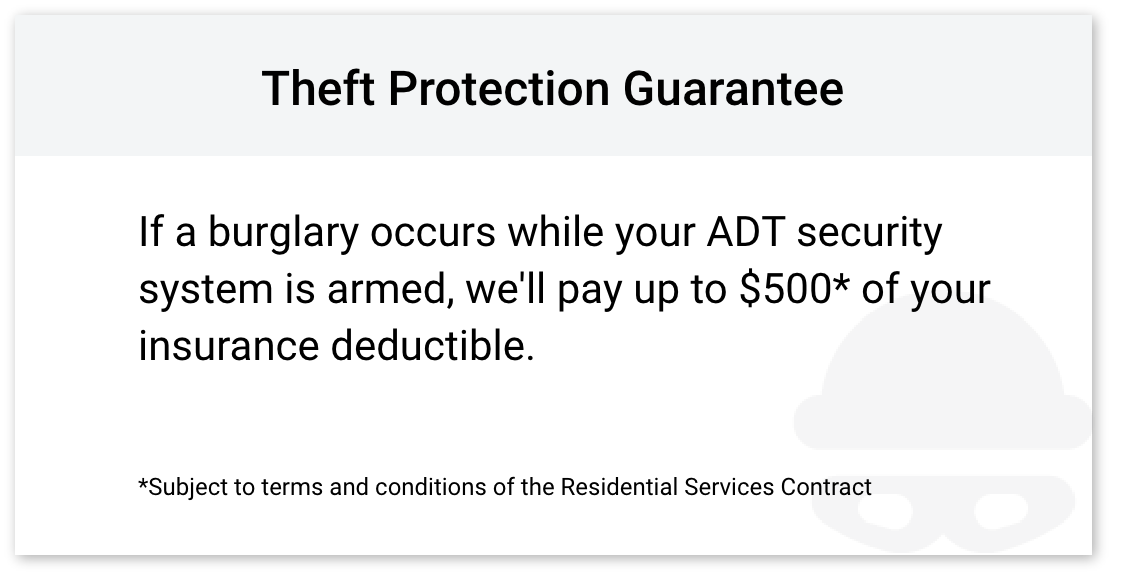 Theft Protection Guarantee
If a burglary occurs while your ADT security
system is armed, we'll pay up to $500* of your
insurance deductible.
*Subject to terms and conditions of the Residential Services Contract